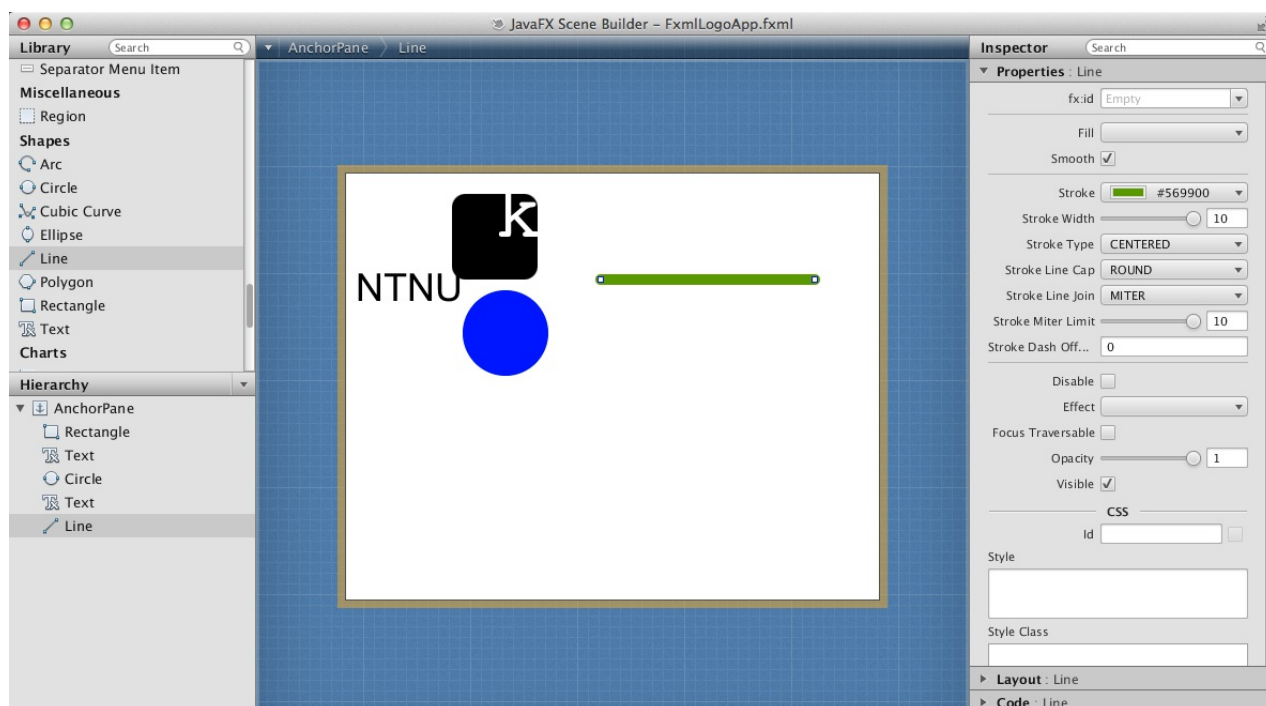 JavaFX Scene Builder – FxmlLogoApp.fxml
Library
Search
AnchorPane
Line
Inspector
Search
Separator Menu Item
Miscellaneous
Region
Shapes
Arc
Circle
Cubic Curve
Ellipse
Line
Polygon
Rectangle
Text
Charts
Hierarchy
AnchorPane
Rectangle
Text
Circle
Text
Line
k
NTNU
Properties : Line
fx:id Empty
Fill
Smooth
Stroke #569900
Stroke Width 10
Stroke Type CENTERED
Stroke Line Cap ROUND
Stroke Line Join MITER
Stroke Miter Limit 10
Stroke Dash Off... 0
Disable
Effect
Focus Traversable
Opacity 1
Visible
CSS
Id
Style
Style Class
Layout : Line
Code : Line